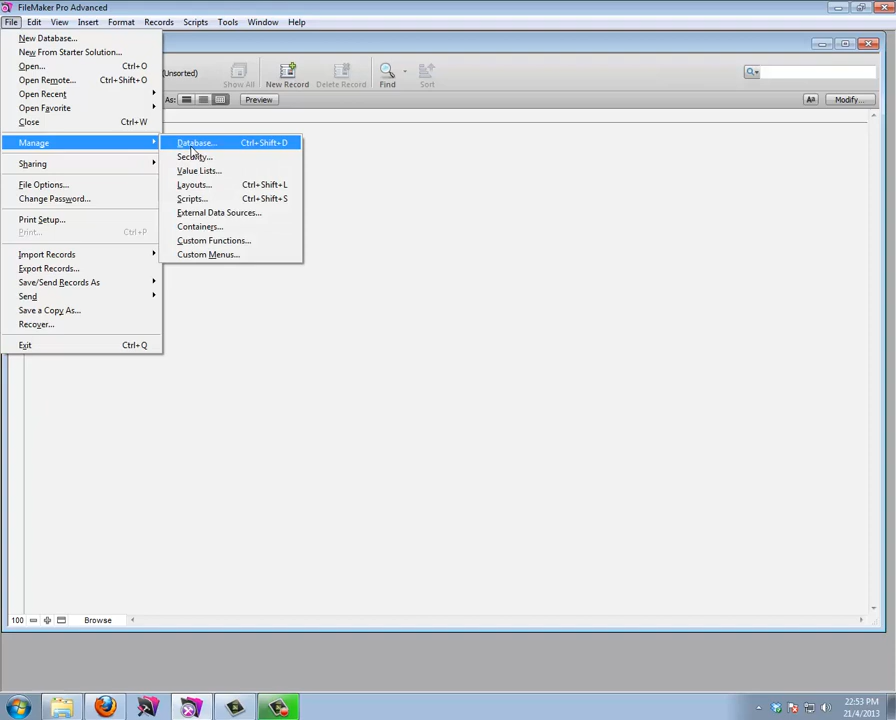 FileMaker Pro Advanced
File Edit View Insert Format Records Scripts Tools Window Help
New Database...
New From Starter Solution...
Open... Ctrl+O
Open Remote... Ctrl+Shift+O
Open Recent
Open Favorite
Close Ctrl+W
Manage
Sharing
File Options...
Change Password...
Print Setup...
Print... Ctrl+P
Import Records
Export Records...
Save/Send Records As
Send
Save a Copy As...
Recover...
Exit Ctrl+Q
Database... Ctrl+Shift+D
Security...
Value Lists...
Layouts... Ctrl+Shift+L
Scripts... Ctrl+Shift+S
External Data Sources...
Containers...
Custom Functions...
Custom Menus...
(Unsorted)
Show All New Record Delete Record Find Sort
As: Preview Aa Modify...
100 Browse
22:53 PM
21/4/2013